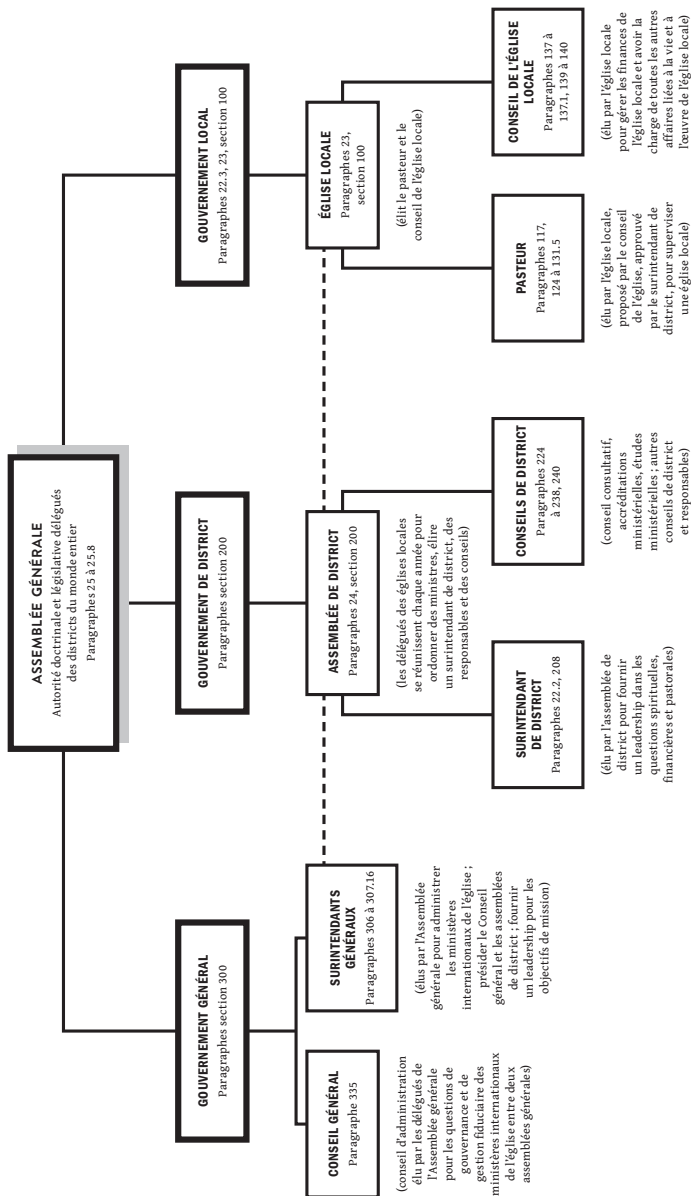 ASSEMBLÉE GÉNÉRALE
Autorité doctrinale et législative délégués
des districts du monde entier
Paragraphes 25 à 25.8
GOUVERNEMENT GÉNÉRAL
Paragraphes section 300
GOUVERNEMENT DE DISTRICT
Paragraphes section 200
GOUVERNEMENT LOCAL
Paragraphes 22.3, 23, section 100
CONSEIL GÉNÉRAL
Paragraphe 335
(conseil d'administration
élu par les délégués de
l'Assemblée générale
pour les questions de
gouvernance et de
gestion fiduciaire des
ministères internationaux
de l'église entre deux
assemblées générales)
SURINTENDANTS
GÉNÉRAUX
Paragraphes 306 à 307.16
(élus par l'Assemblée
générale pour administrer
les ministères
internationaux de l'église ;
présider le Conseil
général et les assemblées
de district ; fournir
un leadership pour les
objectifs de mission)
ASSEMBLÉE DE DISTRICT
Paragraphes 24, section 200
(les délégués des églises locales
se réunissent chaque année pour
ordonner des ministres, élire
un surintendant de district, des
responsables et des conseils)
ÉGLISE LOCALE
Paragraphes 23,
section 100
(élit le pasteur et le
conseil de l'église locale)
SURINTENDANT
DE DISTRICT
Paragraphes 22.2, 208
(élu par l'assemblée de
district pour fournir
un leadership dans les
questions spirituelles,
financières et pastorales)
CONSEILS DE DISTRICT
Paragraphes 224
à 238, 240
(conseil consultatif,
accréditations
ministérielles, études
ministérielles ; autres
conseils de district
et responsables)
PASTEUR
Paragraphes 117,
124 à 131.5
(élu par l'église locale,
proposé par le conseil
de l'église, approuvé
par le surintendant de
district, pour superviser
une église locale)
CONSEIL DE L'ÉGLISE
LOCALE
Paragraphes 137 à
137.1, 139 à 140
(élu par l'église locale
pour gérer les finances de
l'église locale et avoir la
charge de toutes les autres
affaires liées à la vie et à
l'œuvre de l'église locale)